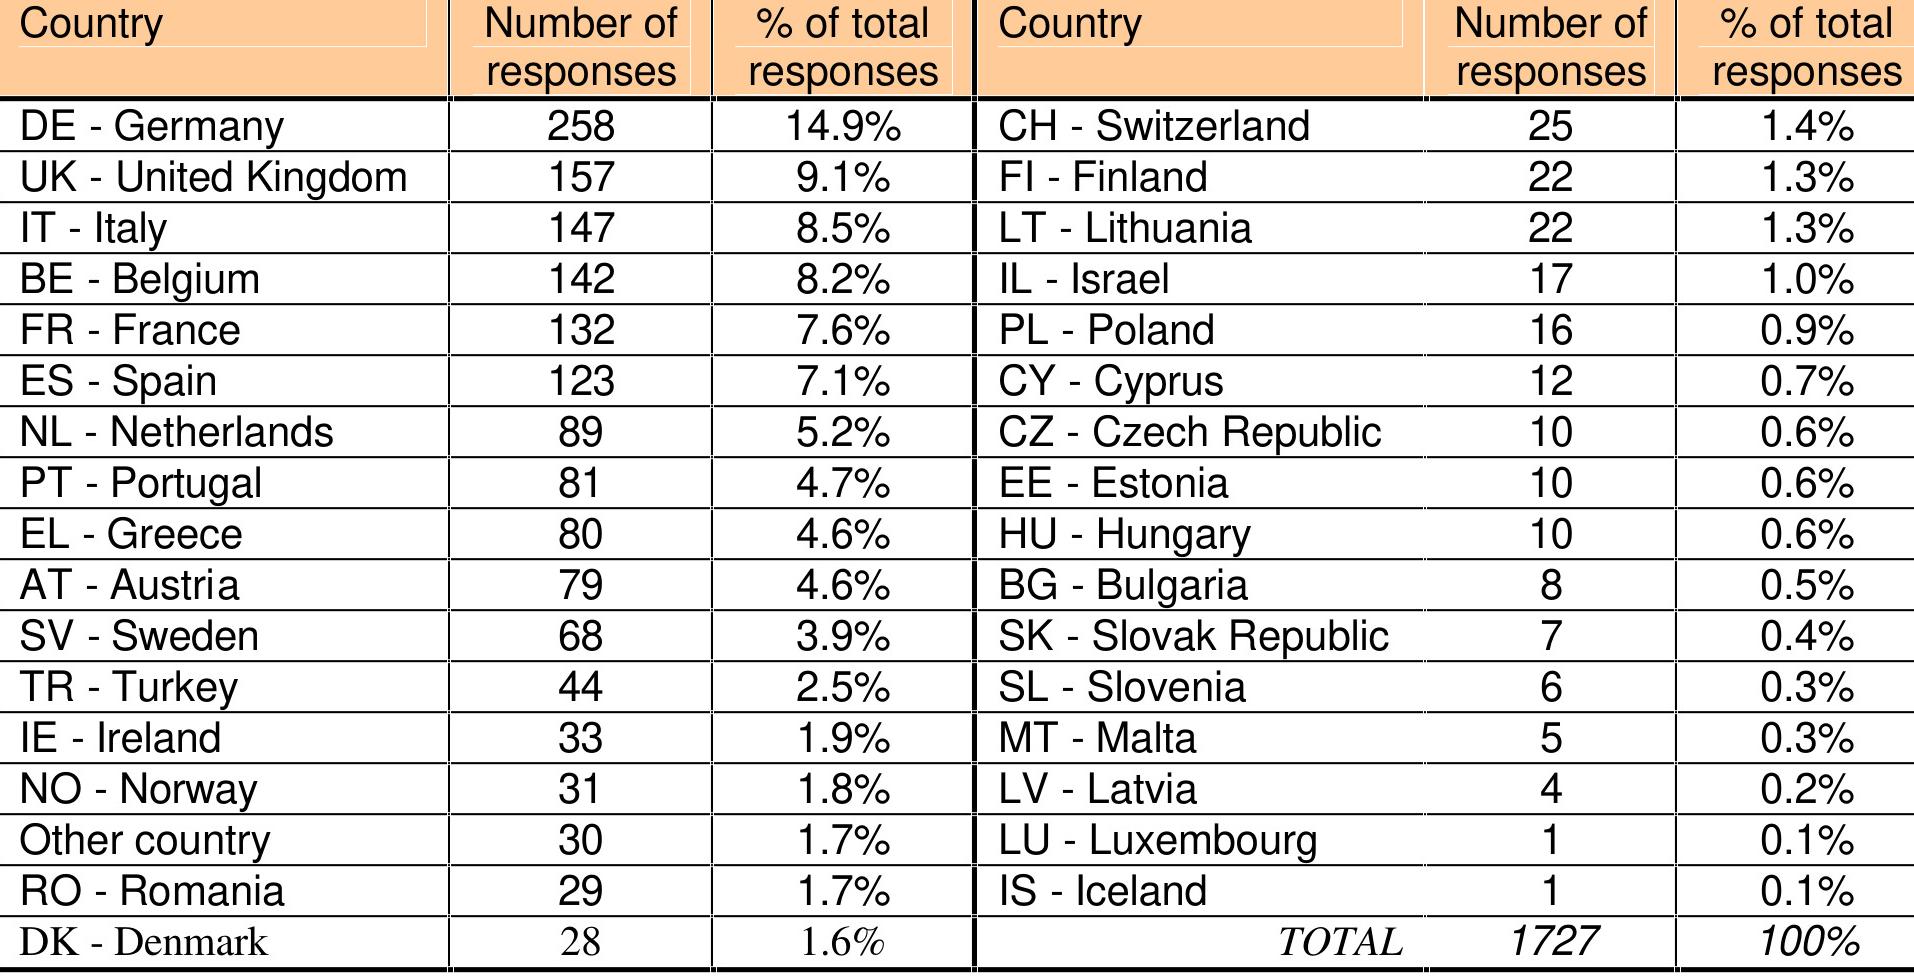 Country Number of responses % of total responses Country Number of responses % of total responses
DE - Germany 258 14.9% CH - Switzerland 25 1.4%
UK - United Kingdom 157 9.1% FI - Finland 22 1.3%
IT - Italy 147 8.5% LT - Lithuania 22 1.3%
BE - Belgium 142 8.2% IL - Israel 17 1.0%
FR - France 132 7.6% PL - Poland 16 0.9%
ES - Spain 123 7.1% CY - Cyprus 12 0.7%
NL - Netherlands 89 5.2% CZ - Czech Republic 10 0.6%
PT - Portugal 81 4.7% EE - Estonia 10 0.6%
EL - Greece 80 4.6% HU - Hungary 10 0.6%
AT - Austria 79 4.6% BG - Bulgaria 8 0.5%
SV - Sweden 68 3.9% SK - Slovak Republic 7 0.4%
TR - Turkey 44 2.5% SL - Slovenia 6 0.3%
IE - Ireland 33 1.9% MT - Malta 5 0.3%
NO - Norway 31 1.8% LV - Latvia 4 0.2%
Other country 30 1.7% LU - Luxembourg 1 0.1%
RO - Romania 29 1.7% IS - Iceland 1 0.1%
DK - Denmark 28 1.6% TOTAL 1727 100%